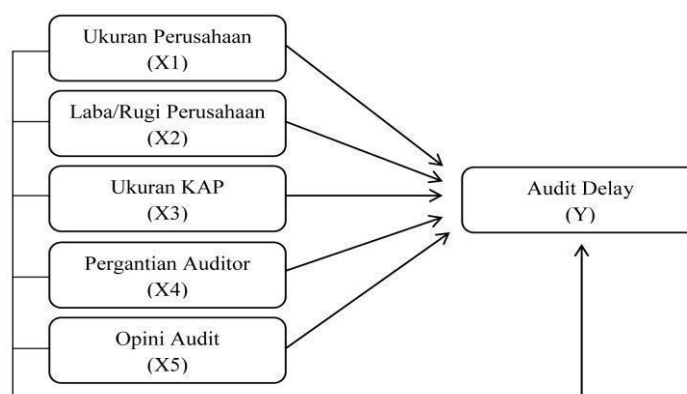 Ukuran Perusahaan
(X1)
Laba/Rugi Perusahaan
(X2)
Ukuran KAP
(X3)
Pergantian Auditor
(X4)
Opini Audit
(X5)
Audit Delay
(Y)